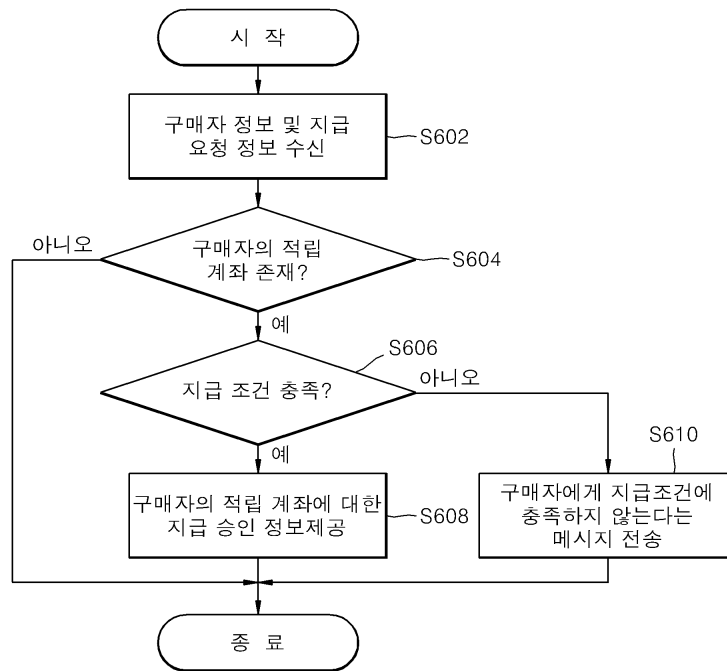 시 작
구매자 정보 및 지급
요청 정보 수신
S602
아니오
구매자의 적립
계좌 존재?
S604
예
S606
지급 조건 충족?
아니오
예
S610
구매자의 적립 계좌에 대한
지급 승인 정보제공
S608
구매자에게 지급조건에
충족하지 않는다는
메시지 전송
종 료